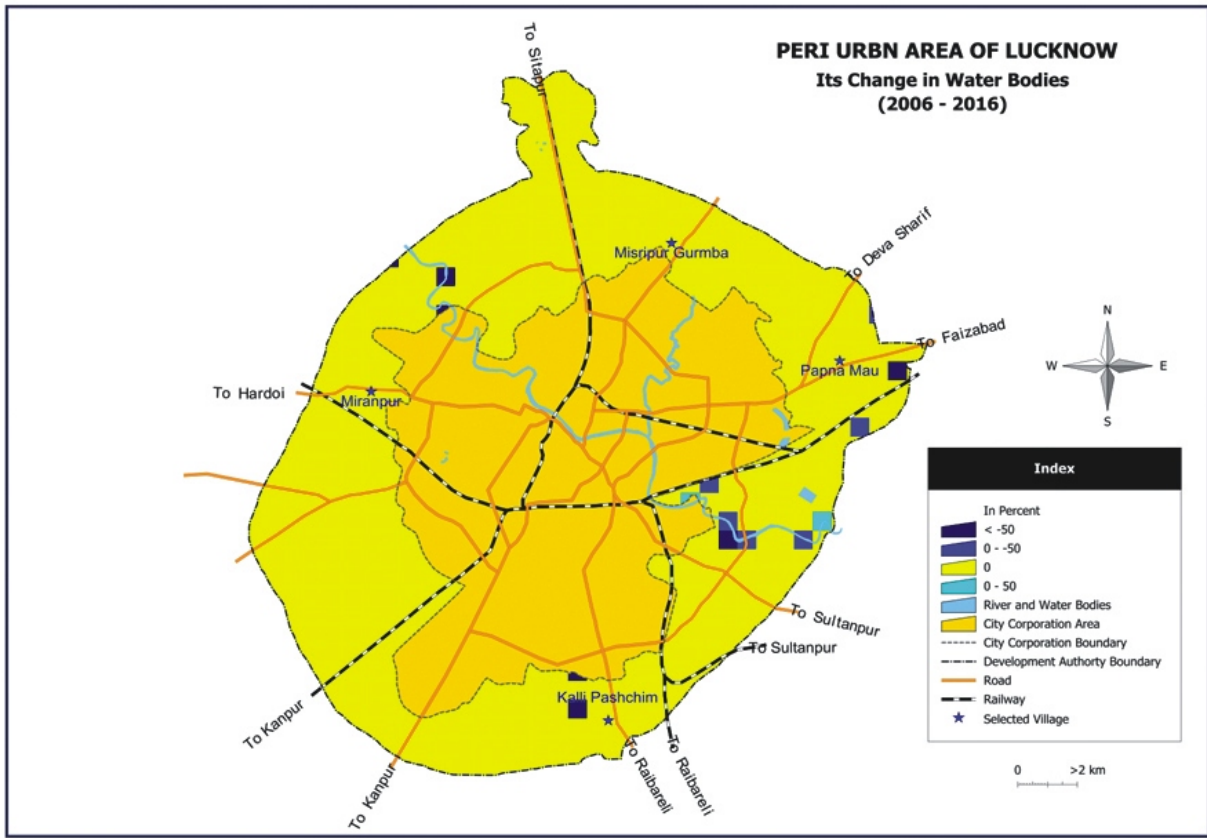 PERI URBN AREA OF LUCKNOW
Its Change in Water Bodies
(2006 - 2016)
To Sitapur
Misripur Gurmba
To Deva Sharif
To Faizabad
Papna Mau
To Hardoi
Miranpur
N
W
E
S
To Sultanpur
To Sultanpur
Kalli Pashchim
To Kanpur
To Kanpur
To Raibareli
To Raibareli
Index
In Percent
< -50
0 - -50
0
0 - 50
River and Water Bodies
City Corporation Area
City Corporation Boundary
Development Authorty Boundary
Road
Railway
Selected Village
0 >2 km